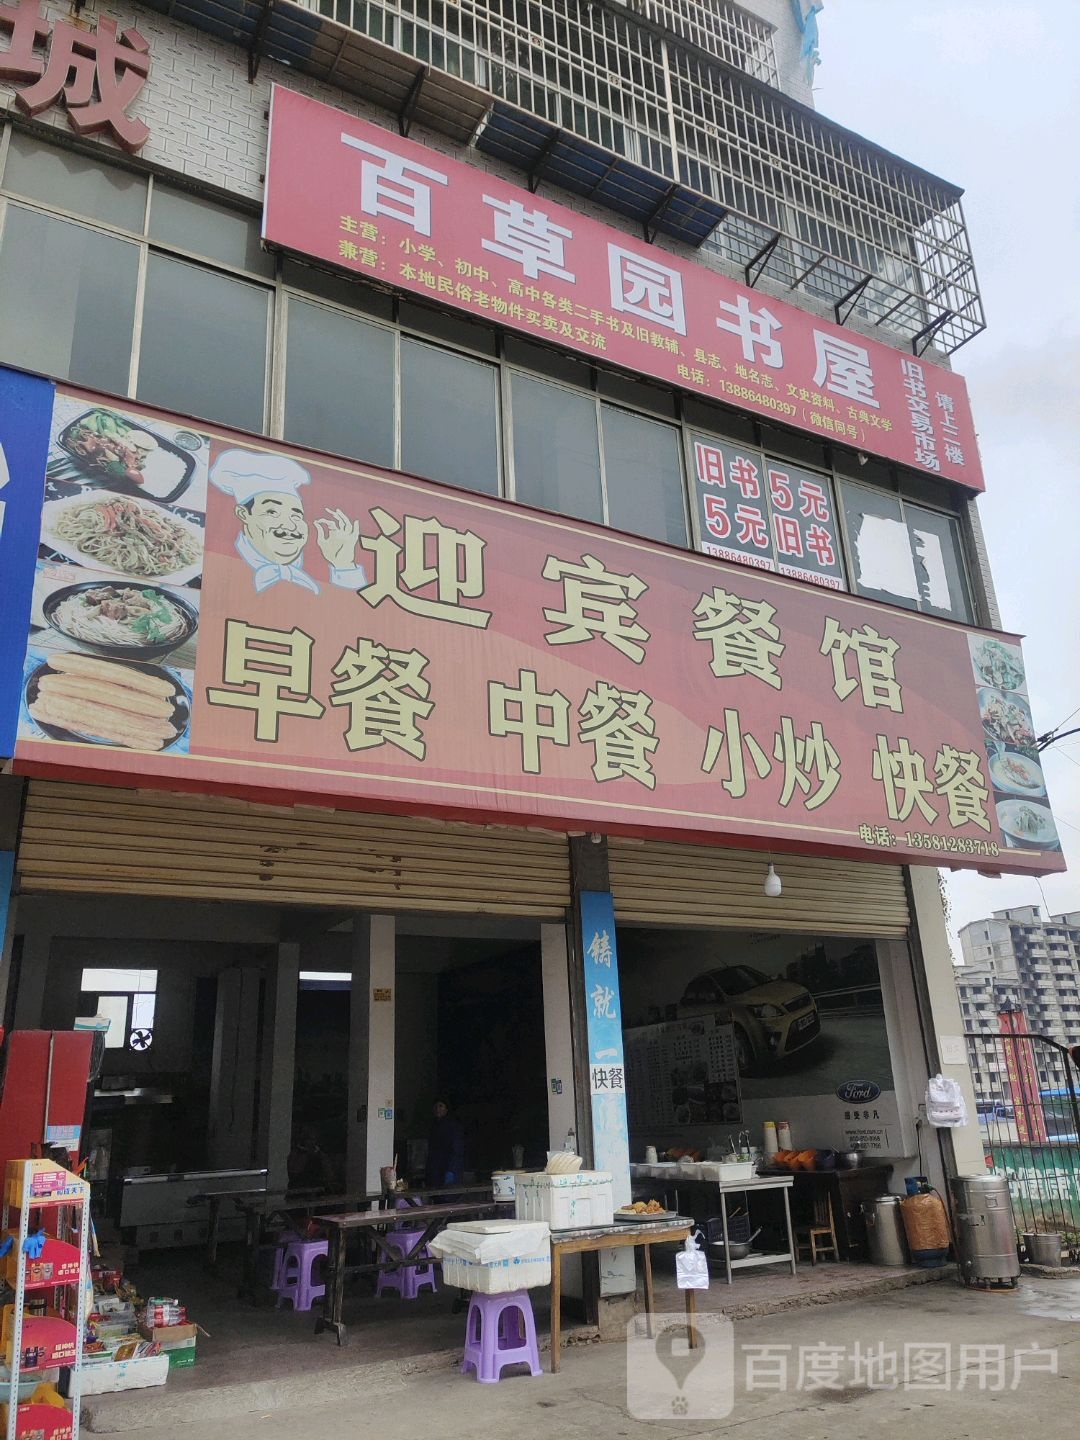 城
百草园书屋
主营：小学、初中、高中各类二手书及旧教辅、县志、地名志、文史资料、古典文学
兼营：本地民俗老物件买卖及交流
电话：13886480397（微信同号）
请上二楼
旧书交易市场
旧书5元
5元旧书
13886480397
13886480397
迎宾餐馆
早餐 中餐 小炒 快餐
电话：13581283718
铸就一
快餐
Ford
www.ford.com.cn
百度地图用户